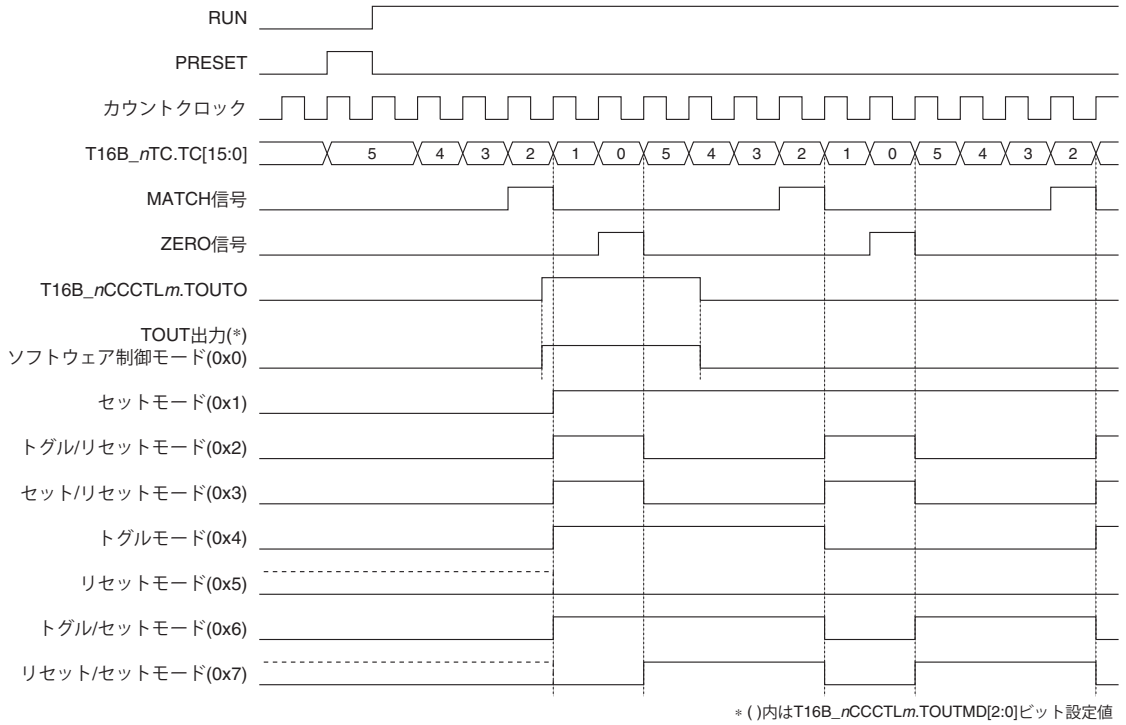 RUN
PRESET
カウントクロック
T16B_nTC.TC[15:0] 5 4 3 2 1 0 5 4 3 2 1 0 5 4 3 2
MATCH信号
ZERO信号
T16B_nCCCTLm.TOUTO
TOUT出力(*)
ソフトウェア制御モード(0x0)
セットモード(0x1)
トグル/リセットモード(0x2)
セット/リセットモード(0x3)
トグルモード(0x4)
リセットモード(0x5)
トグル/セットモード(0x6)
リセット/セットモード(0x7)
* ( )内はT16B_nCCCTLm.TOUTMD[2:0]ビット設定値